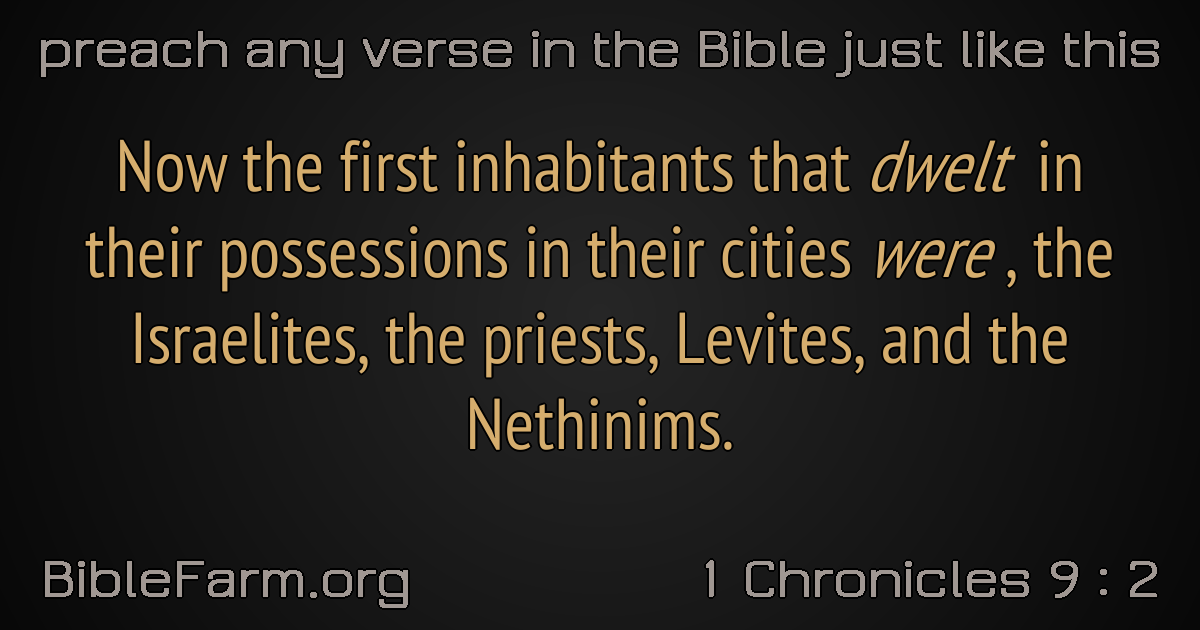 preach any verse in the Bible just like this
Now the first inhabitants that dwelt in
their possessions in their cities were , the
Israelites, the priests, Levites, and the
Nethinims.
BibleFarm.org
1 Chronicles 9 : 2